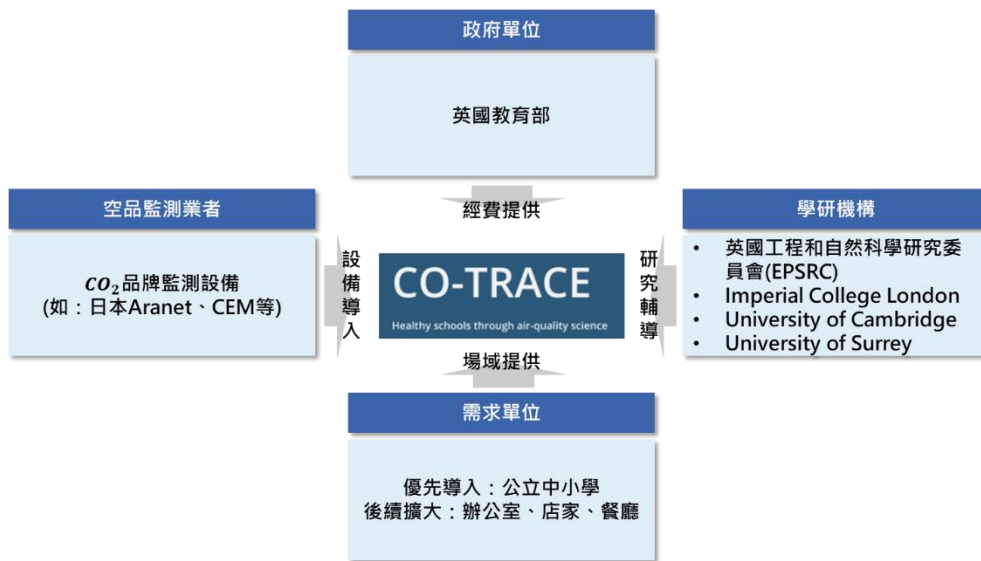 政府單位
英國教育部
經費提供
空品監測業者
CO₂品牌監測設備
(如：日本Aranet、CEM等)
設備導入
CO-TRACE
Healthy schools through air-quality science
研究輔導
學研機構
• 英國工程和自然科學研究委
員會(EPSRC)
• Imperial College London
• University of Cambridge
• University of Surrey
場域提供
需求單位
優先導入：公立中小學
後續擴大：辦公室、店家、餐廳